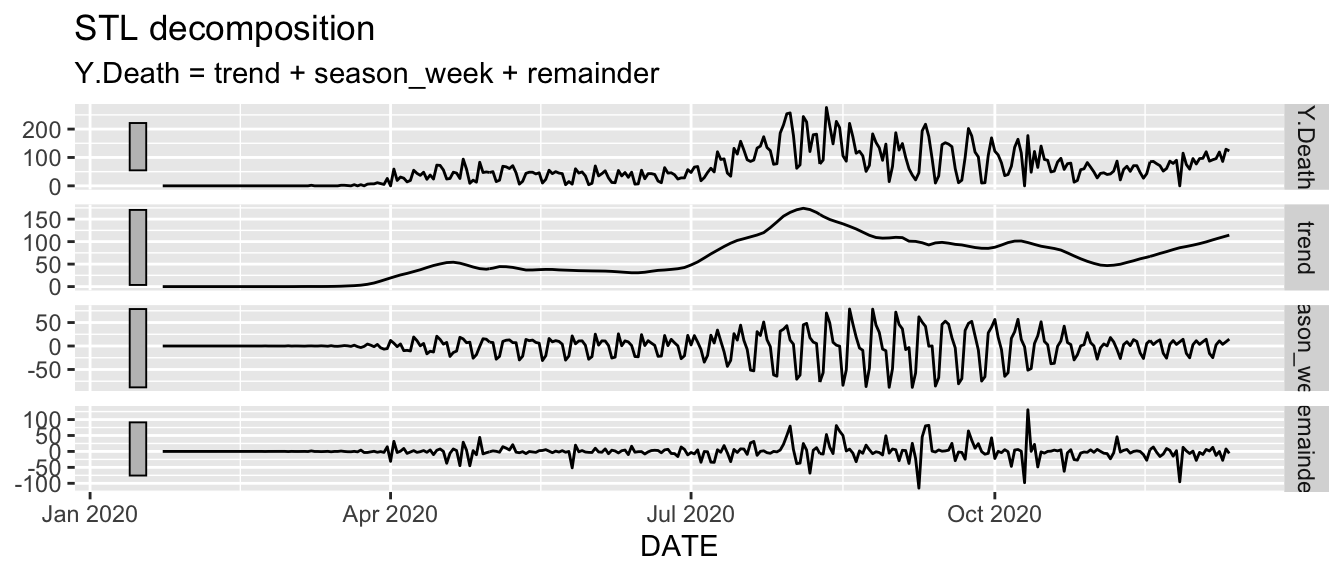 STL decomposition
Y.Death = trend + season_week + remainder
200
100
0
Y.Death
150
100
50
0
trend
50
0
-50
ason_we
100
50
0
-50
-100
emainde
Jan 2020
Apr 2020
Jul 2020
Oct 2020
DATE